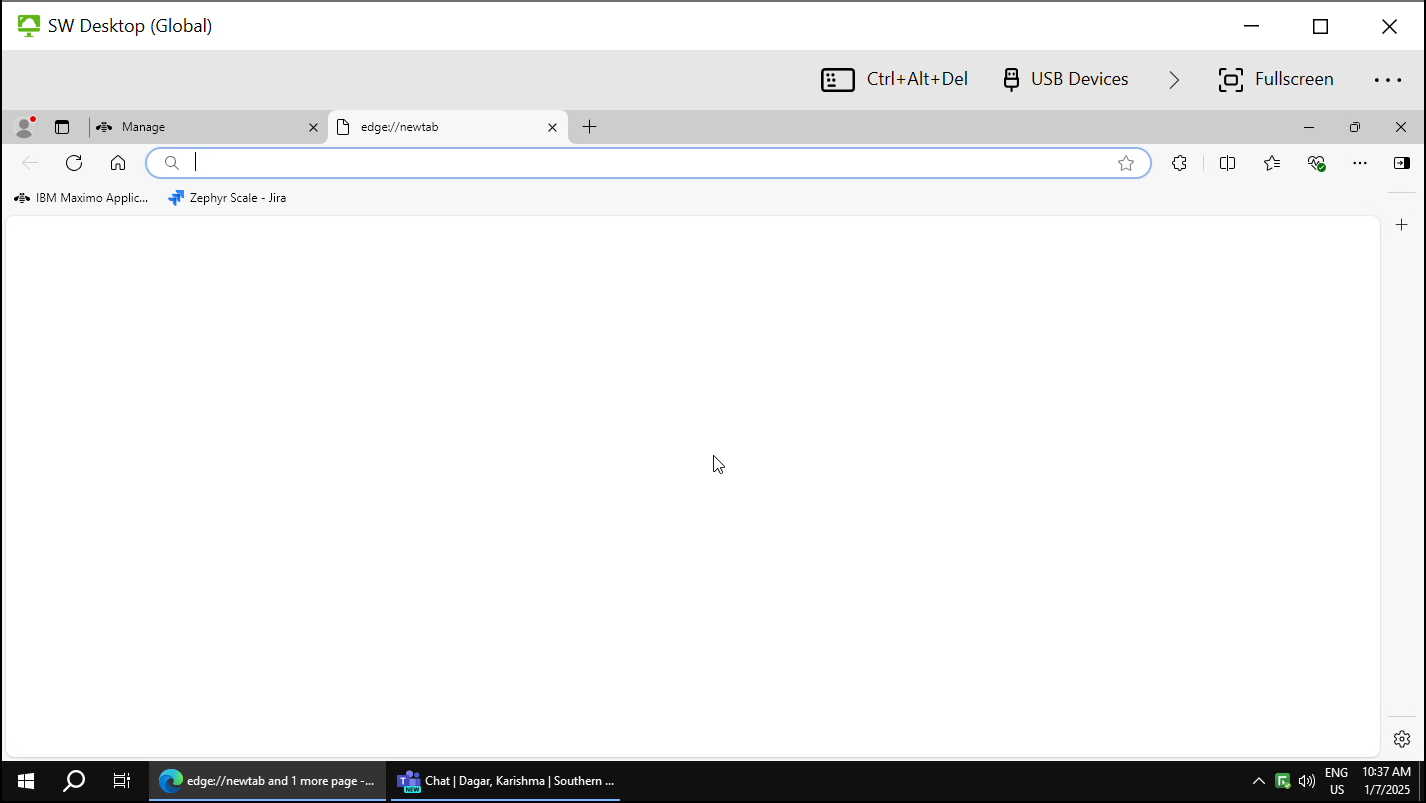 SW Desktop (Global)
Ctrl+Alt+Del
USB Devices
Fullscreen
Manage
edge://newtab
IBM Maximo Applic...
Zephyr Scale - Jira
edge://newtab and 1 more page -...
NEW
Chat | Dagar, Karishma | Southern ...
ENG
US
10:37 AM
1/7/2025